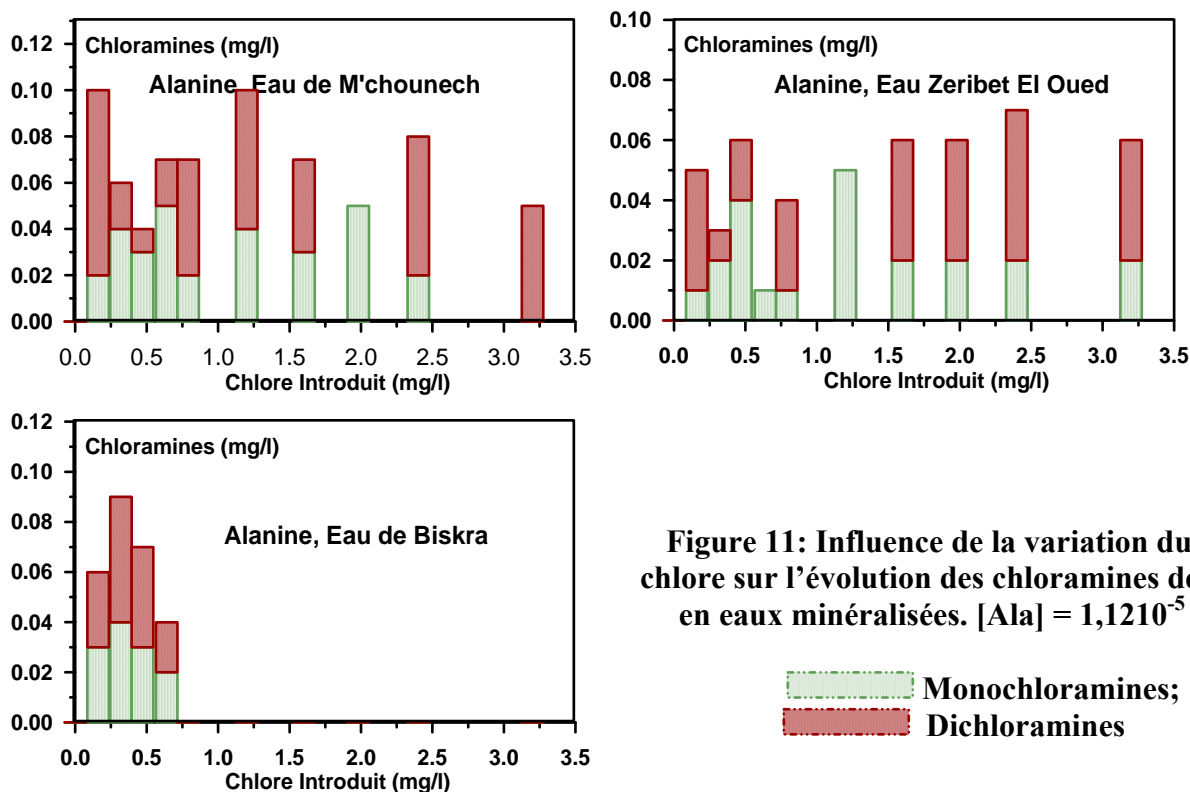 Chloramines (mg/l)
Alanine, Eau de M'chounech
0.12
0.10
0.08
0.06
0.04
0.02
0.00
0.0 0.5 1.0 1.5 2.0 2.5 3.0 3.5
Chlore Introduit (mg/l)
Chloramines (mg/l)
Alanine, Eau Zeribet El Oued
0.10
0.08
0.06
0.04
0.02
0.00
0.0 0.5 1.0 1.5 2.0 2.5 3.0 3.5
Chlore Introduit (mg/l)
Chloramines (mg/l)
Alanine, Eau de Biskra
0.12
0.10
0.08
0.06
0.04
0.02
0.00
0.0 0.5 1.0 1.5 2.0 2.5 3.0 3.5
Chlore Introduit (mg/l)
Figure 11: Influence de la variation du
chlore sur l’évolution des chloramines
en eaux minéralisées. [Ala] = 1,1210⁻⁵
Monochloramines;
Dichloramines